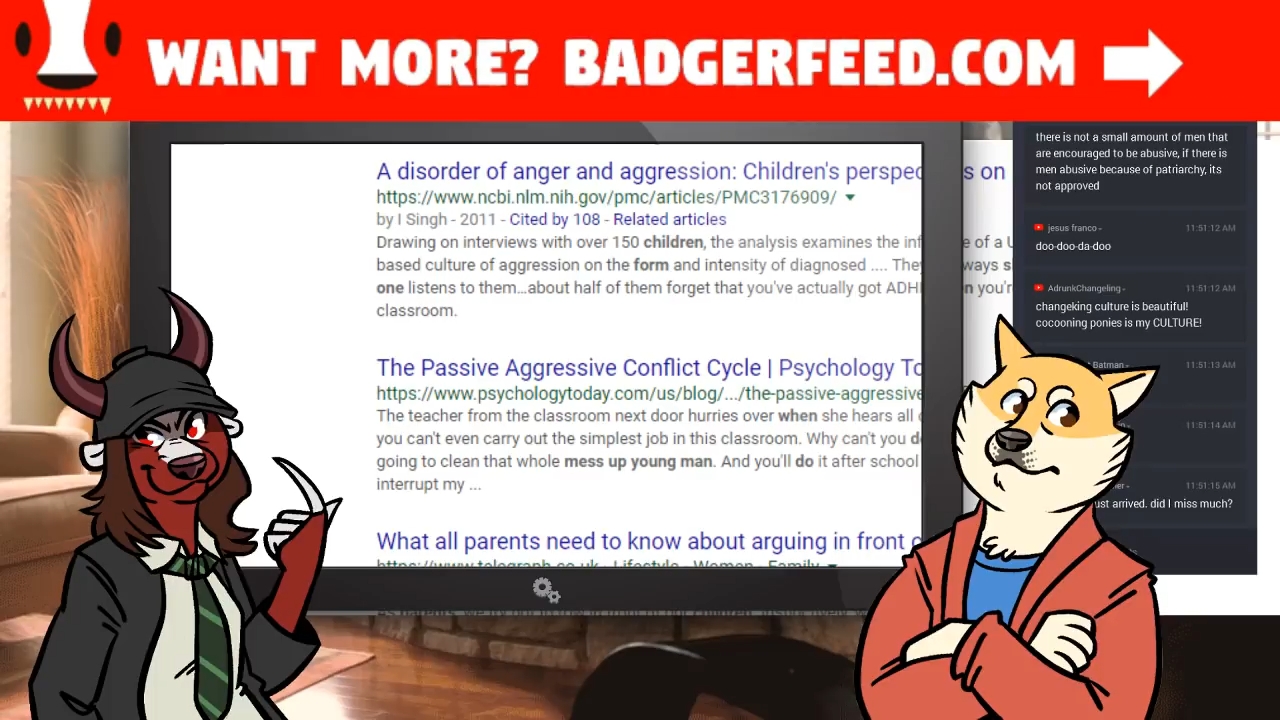 WANT MORE? BADGERFEED.COM
A disorder of anger and aggression: Children's perspec s on
https://www.ncbi.nlm.nih.gov/pmc/articles/PMC3176909/
by I Singh - 2011 - Cited by 108 - Related articles
Drawing on interviews with over 150 children, the analysis examines the inf e of a U
based culture of aggression on the form and intensity of diagnosed .... They ways s
one listens to them...about half of them forget that you've actually got ADH n you're
classroom.
The Passive Aggressive Conflict Cycle | Psychology To
https://www.psychologytoday.com/us/blog/.../the-passive-aggressive
The teacher from the classroom next door hurries over when she hears all
you can't even carry out the simplest job in this classroom. Why can't you d
going to clean that whole mess up young man. And you'll do it after school
interrupt my ...
What all parents need to know about arguing in front
https://www.telegraph.co.uk › Lifestyle › Women › Family
there is not a small amount of men that
are encouraged to be abusive, if there is
men abusive because of patriarchy, its
not approved
jesus franco - 11:51:12 AM
doo-doo-da-doo
AdrunkChangeling - 11:51:12 AM
changeking culture is beautiful!
cocooning ponies is my CULTURE!
Batman - 11:51:13 AM
11:51:14 AM
11:51:15 AM
ust arrived. did I miss much?